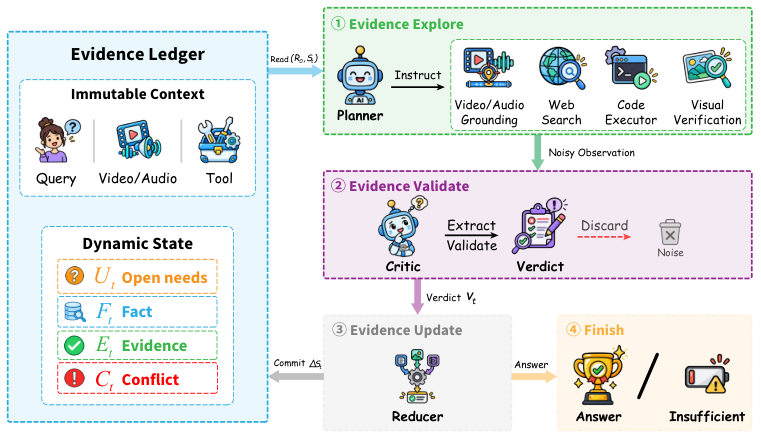 Evidence Ledger
Immutable Context
Query
Video/Audio
Tool
Dynamic State
? U_t Open needs
F_t Fact
E_t Evidence
! C_t Conflict
Read (R_0, S_t)
① Evidence Explore
AI
Planner
Instruct
Video/Audio
Grounding
Web
Search
Code
Executor
Visual
Verification
Noisy Observation
② Evidence Validate
Critic
Extract
Validate
Verdict
Discard
Noise
Verdict V_t
③ Evidence Update
Reducer
Commit ΔS_t
Answer
④ Finish
Answer
/
Insufficient